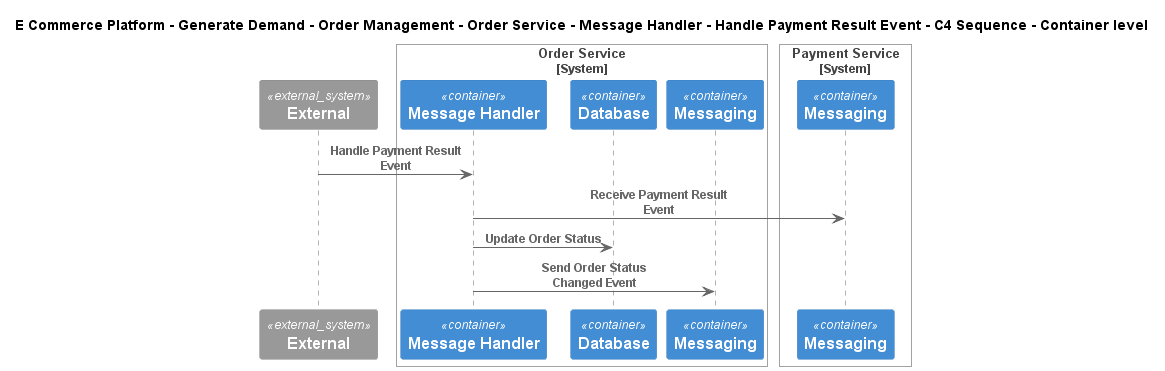 E Commerce Platform - Generate Demand - Order Management - Order Service - Message Handler - Handle Payment Result Event - C4 Sequence - Container level
Order Service
[System]
Payment Service
[System]
«external_system»
External
«container»
Message Handler
«container»
Database
«container»
Messaging
«container»
Messaging
Handle Payment Result
Event
Receive Payment Result
Event
Update Order Status
Send Order Status
Changed Event
«external_system»
External
«container»
Message Handler
«container»
Database
«container»
Messaging
«container»
Messaging